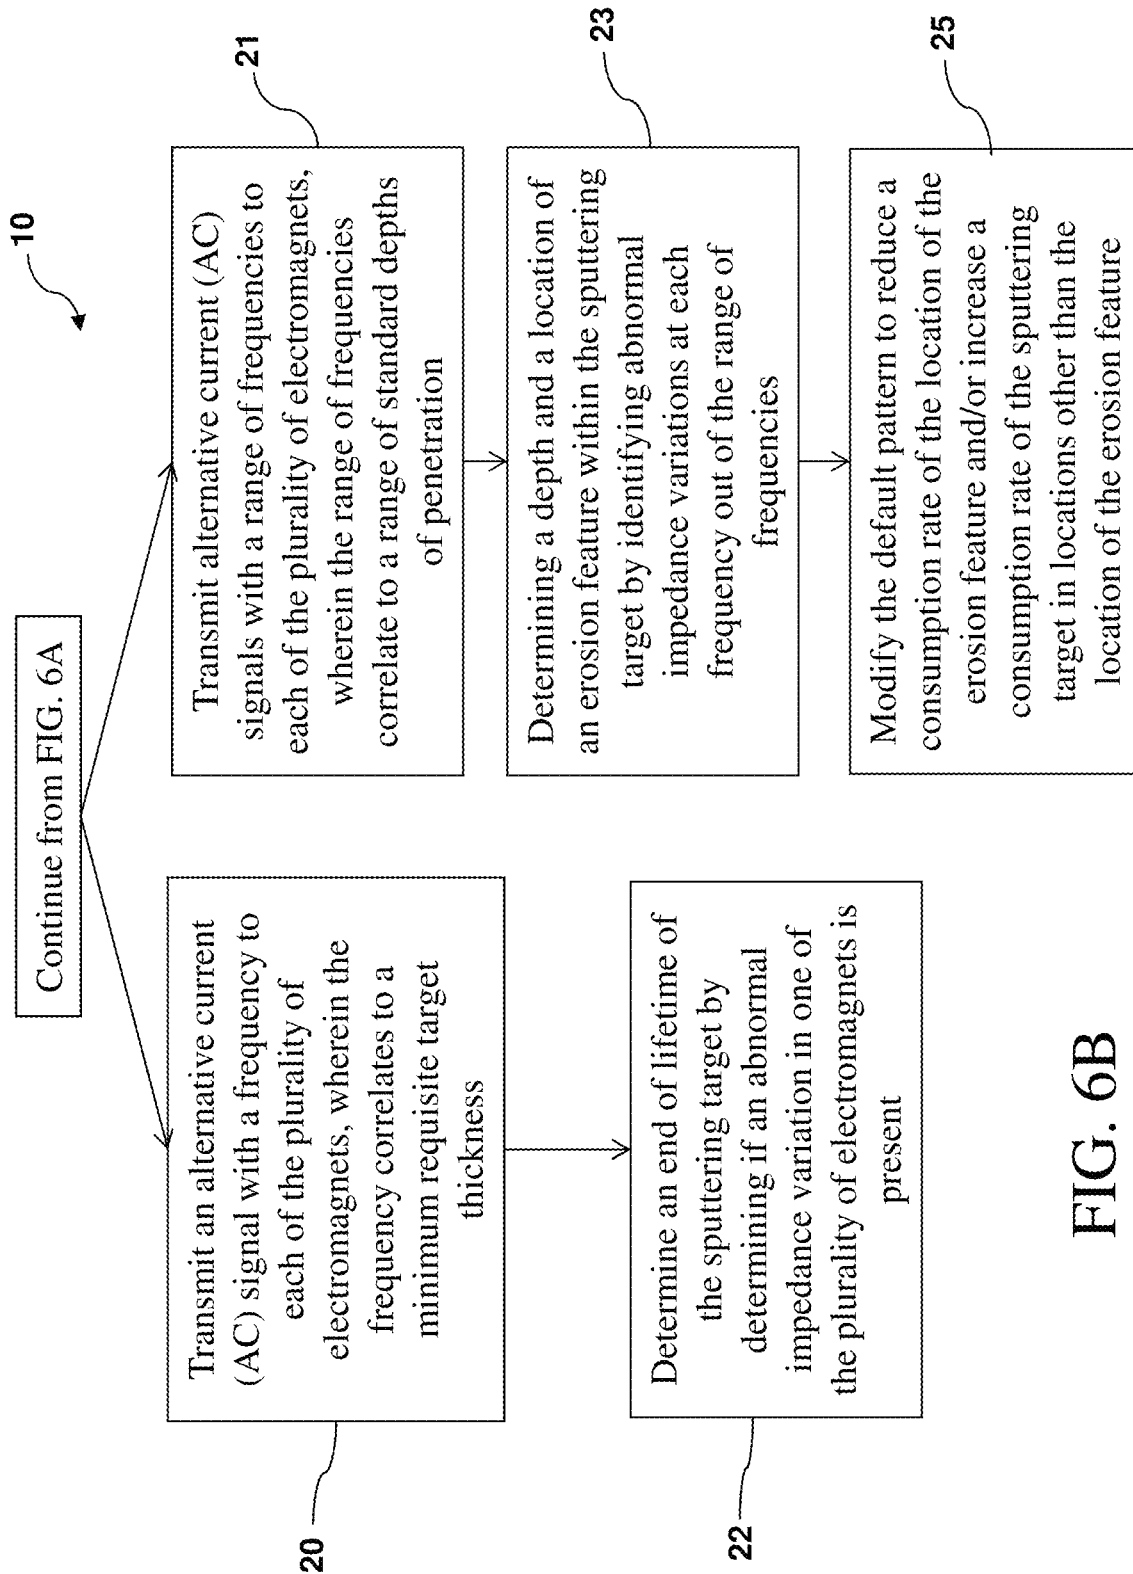 10
Continue from FIG. 6A
Transmit an alternative current
(AC) signal with a frequency to
each of the plurality of
electromagnets, wherein the
frequency correlates to a
minimum requisite target
thickness
20
Determine an end of lifetime of
the sputtering target by
determining if an abnormal
impedance variation in one of
the plurality of electromagnets is
present
22
Transmit alternative current (AC)
signals with a range of frequencies to
each of the plurality of electromagnets,
wherein the range of frequencies
correlate to a range of standard depths
of penetration
21
Determining a depth and a location of
an erosion feature within the sputtering
target by identifying abnormal
impedance variations at each
frequency out of the range of
frequencies
23
Modify the default pattern to reduce a
consumption rate of the location of the
erosion feature and/or increase a
consumption rate of the sputtering
target in locations other than the
location of the erosion feature
25
FIG. 6B